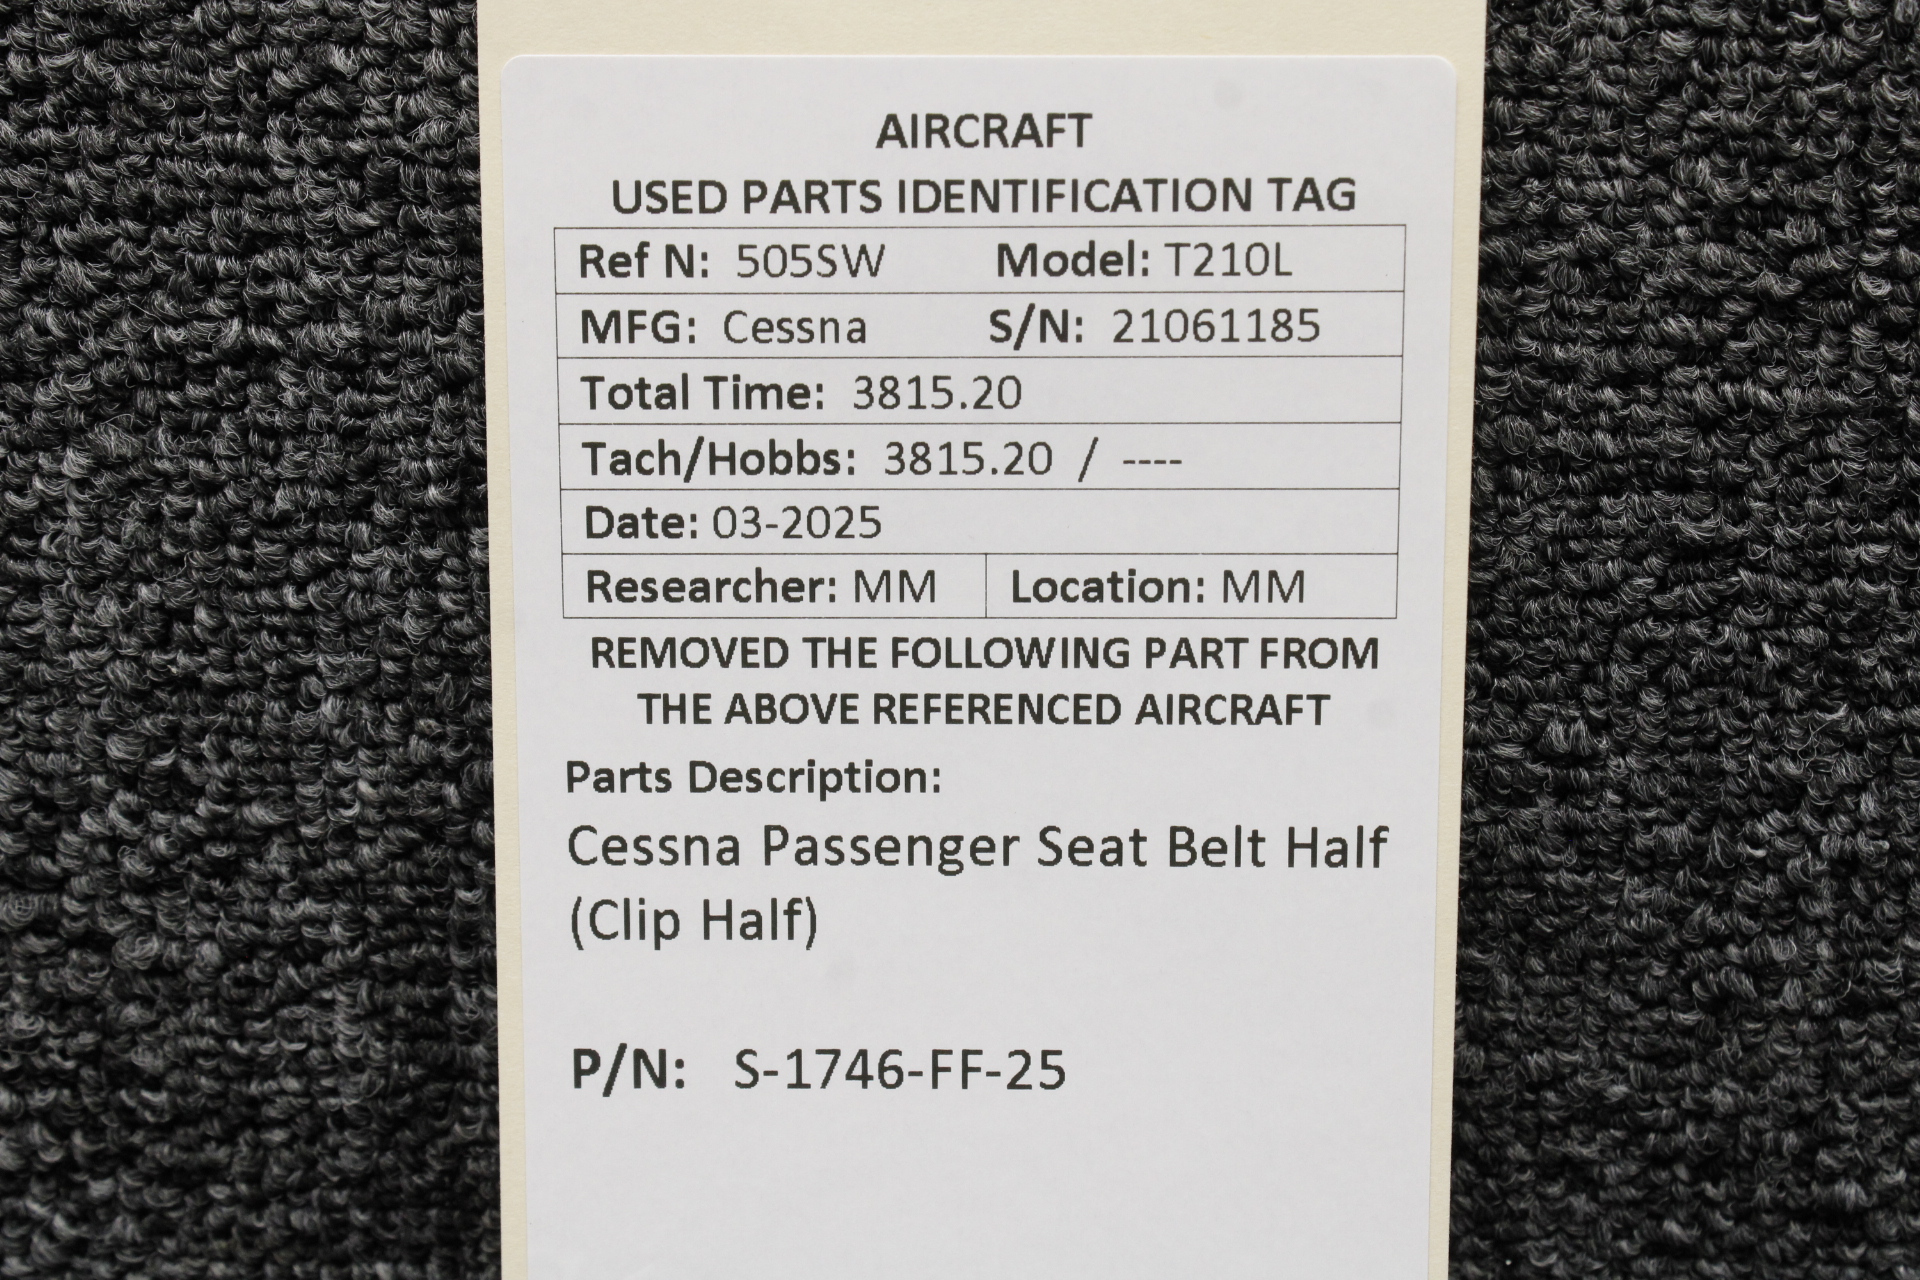 AIRCRAFT
USED PARTS IDENTIFICATION TAG
Ref N: 505SW Model: T210L
MFG: Cessna S/N: 21061185
Total Time: 3815.20
Tach/Hobbs: 3815.20 / ----
Date: 03-2025
Researcher: MM Location: MM
REMOVED THE FOLLOWING PART FROM
THE ABOVE REFERENCED AIRCRAFT
Parts Description:
Cessna Passenger Seat Belt Half
(Clip Half)
P/N: S-1746-FF-25